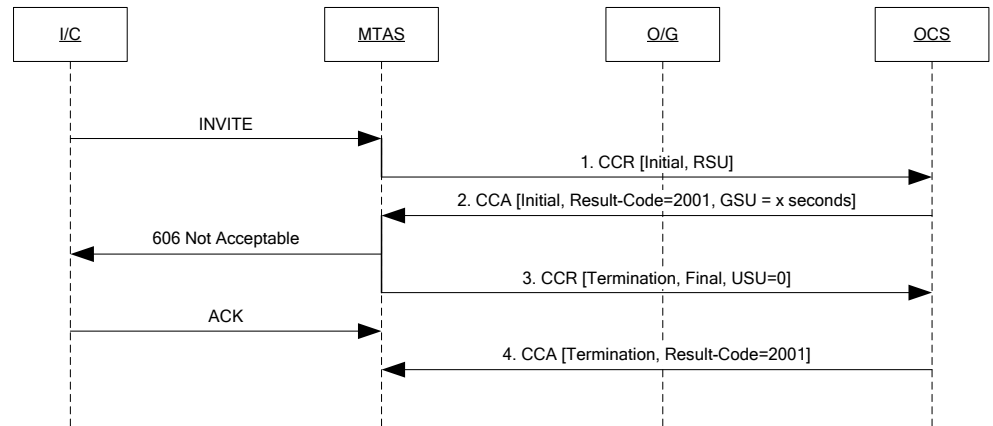 I/C
MTAS
O/G
OCS
INVITE
1. CCR [Initial, RSU]
2. CCA [Initial, Result-Code=2001, GSU = x seconds]
606 Not Acceptable
3. CCR [Termination, Final, USU=0]
ACK
4. CCA [Termination, Result-Code=2001]